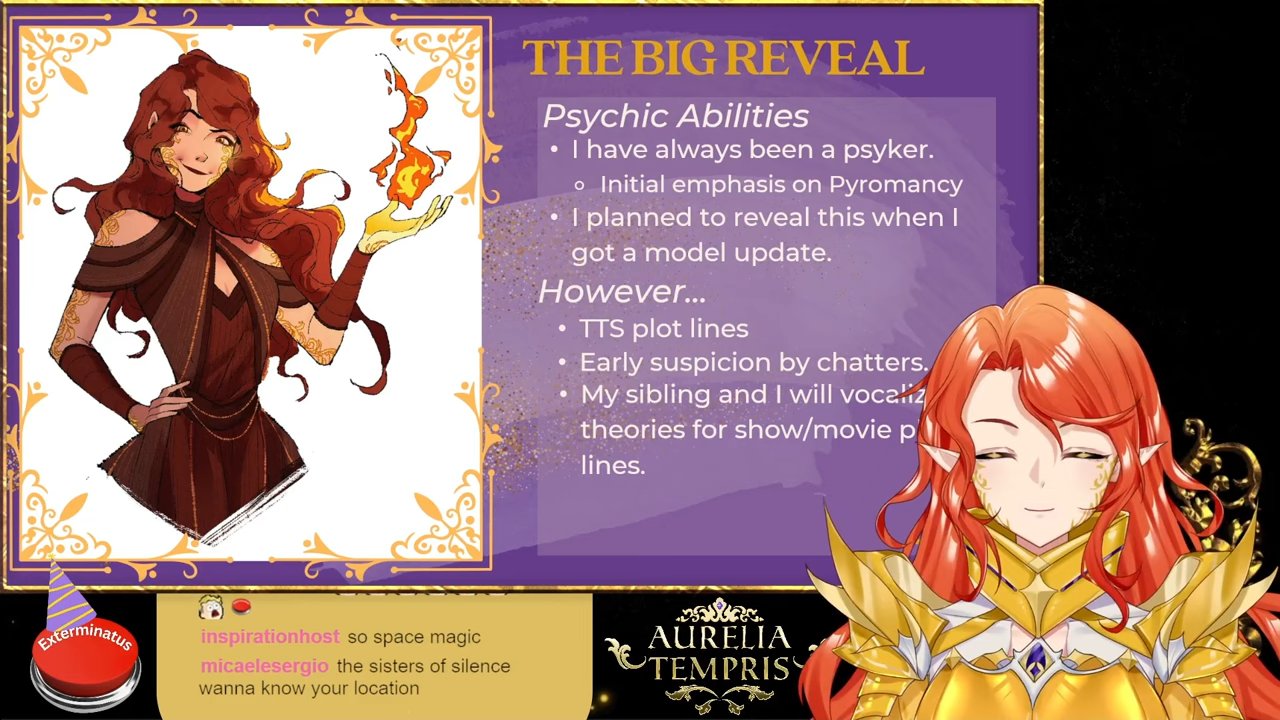 THE BIG REVEAL
Psychic Abilities
• I have always been a psyker.
◦ Initial emphasis on Pyromancy
• I planned to reveal this when I
got a model update.
However...
• TTS plot lines
• Early suspicion by chatters.
• My sibling and I will
theories for show/movie
lines.
Exterminatus
inspirationhost so space magic
micaelesergio the sisters of silence
wanna know your location
AURELIA
TEMPRIS